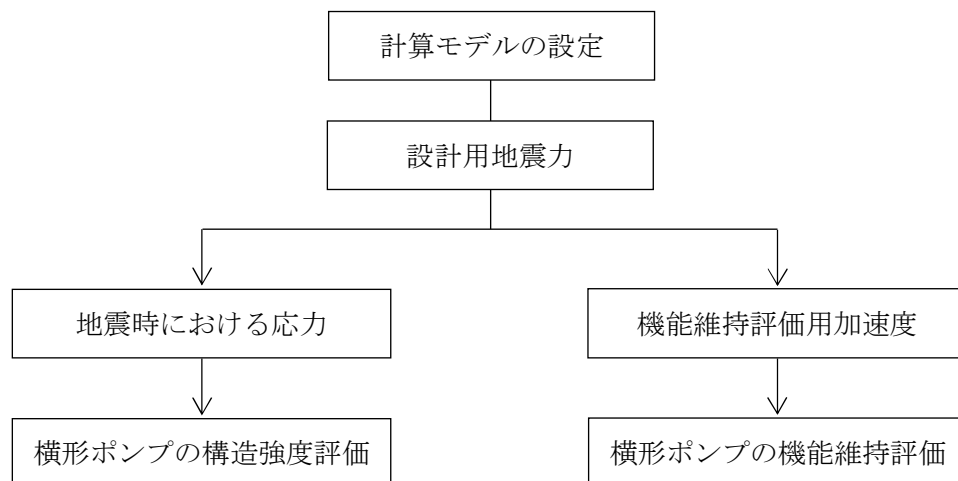 計算モデルの設定
設計用地震力
地震時における応力
機能維持評価用加速度
横形ポンプの構造強度評価
横形ポンプの機能維持評価